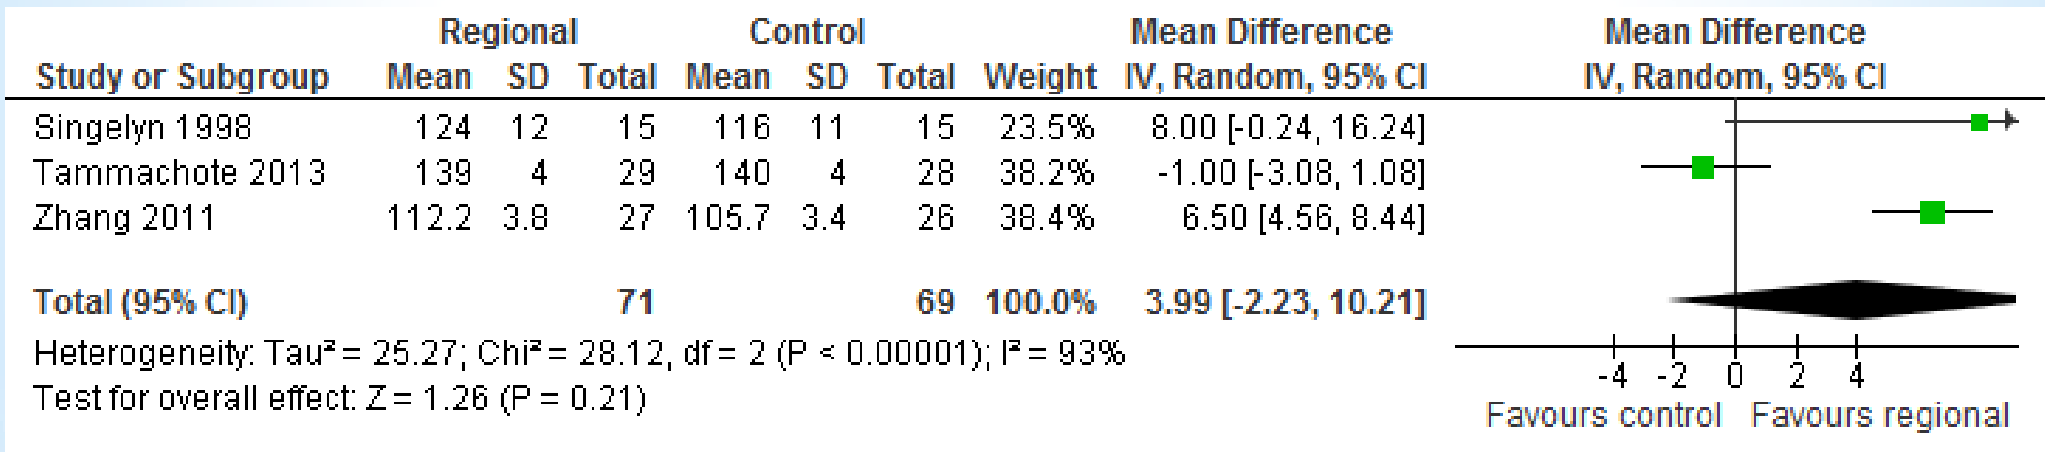 Regional Control Mean Difference Mean Difference
Study or Subgroup Mean SD Total Mean SD Total Weight IV, Random, 95% CI IV, Random, 95% CI
Singelyn 1998 124 12 15 116 11 15 23.5% 8.00 [-0.24, 16.24]
Tammachote 2013 139 4 29 140 4 28 38.2% -1.00 [-3.08, 1.08]
Zhang 2011 112.2 3.8 27 105.7 3.4 26 38.4% 6.50 [4.56, 8.44]
Total (95% CI) 71 69 100.0% 3.99 [-2.23, 10.21]
Heterogeneity: Tau² = 25.27; Chi² = 28.12, df = 2 (P < 0.00001); I² = 93%
Test for overall effect: Z = 1.26 (P = 0.21)
-4 -2 0 2 4
Favours control Favours regional